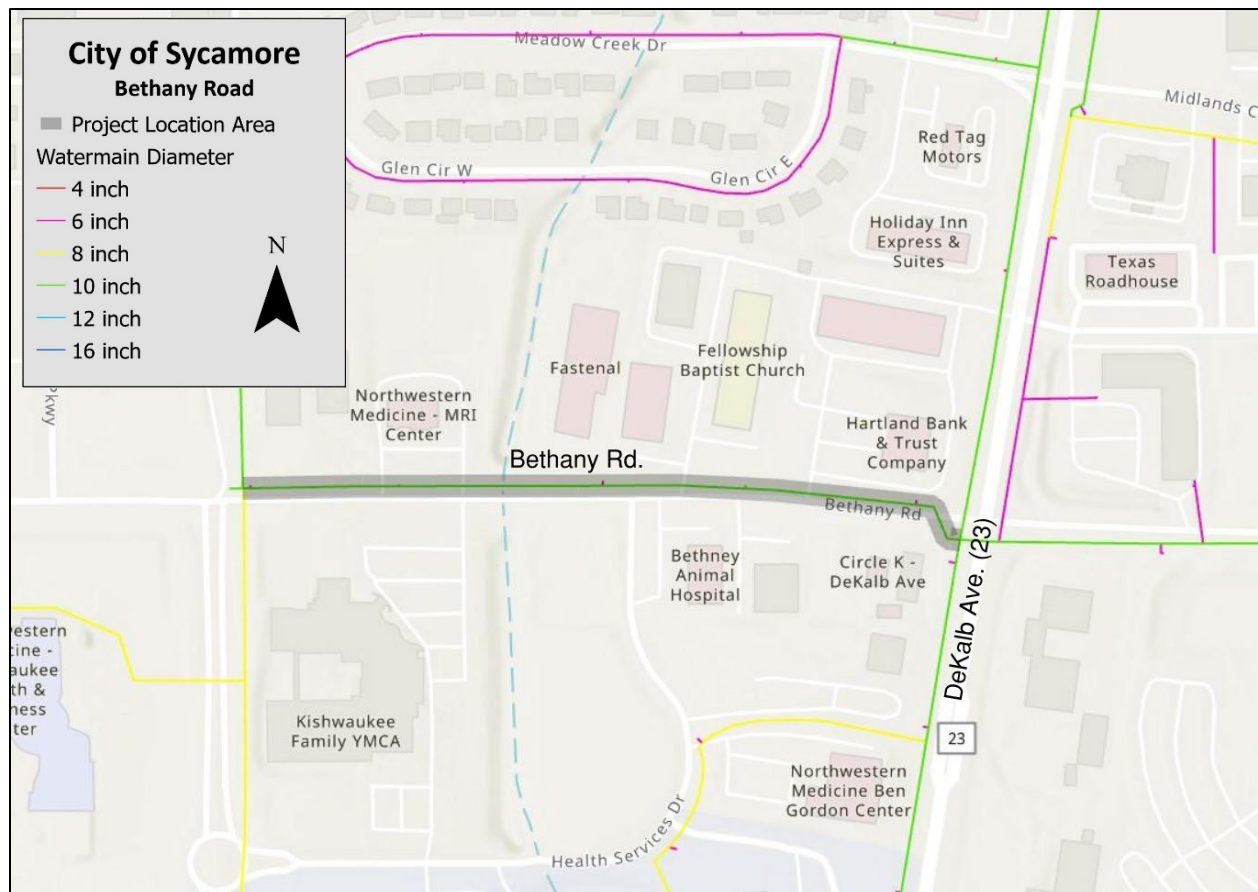 City of Sycamore
Bethany Road
Project Location Area
Watermain Diameter
4 inch
6 inch
8 inch
10 inch
12 inch
16 inch
N
Meadow Creek Dr
Glen Cir W
Glen Cir E
Midlands C
Red Tag
Motors
Holiday Inn
Express &
Suites
Texas
Roadhouse
Fastenal
Fellowship
Baptist Church
Northwestern
Medicine - MRI
Center
Hartland Bank
& Trust
Company
Pkwy
Bethany Rd.
Bethany Rd
Bethney
Animal
Hospital
Circle K -
DeKalb Ave
DeKalb Ave. (23)
western
cine -
aukee
th &
ness
ter
Kishwaukee
Family YMCA
23
Northwestern
Medicine Ben
Gordon Center
Health Services Dr